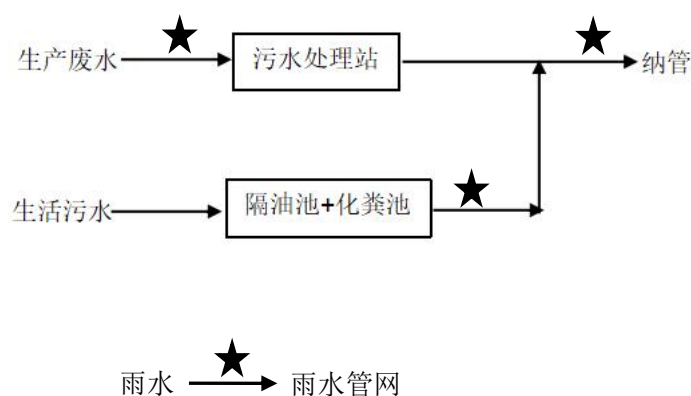 生产废水
污水处理站
纳管
生活污水
隔油池+化粪池
雨水
雨水管网